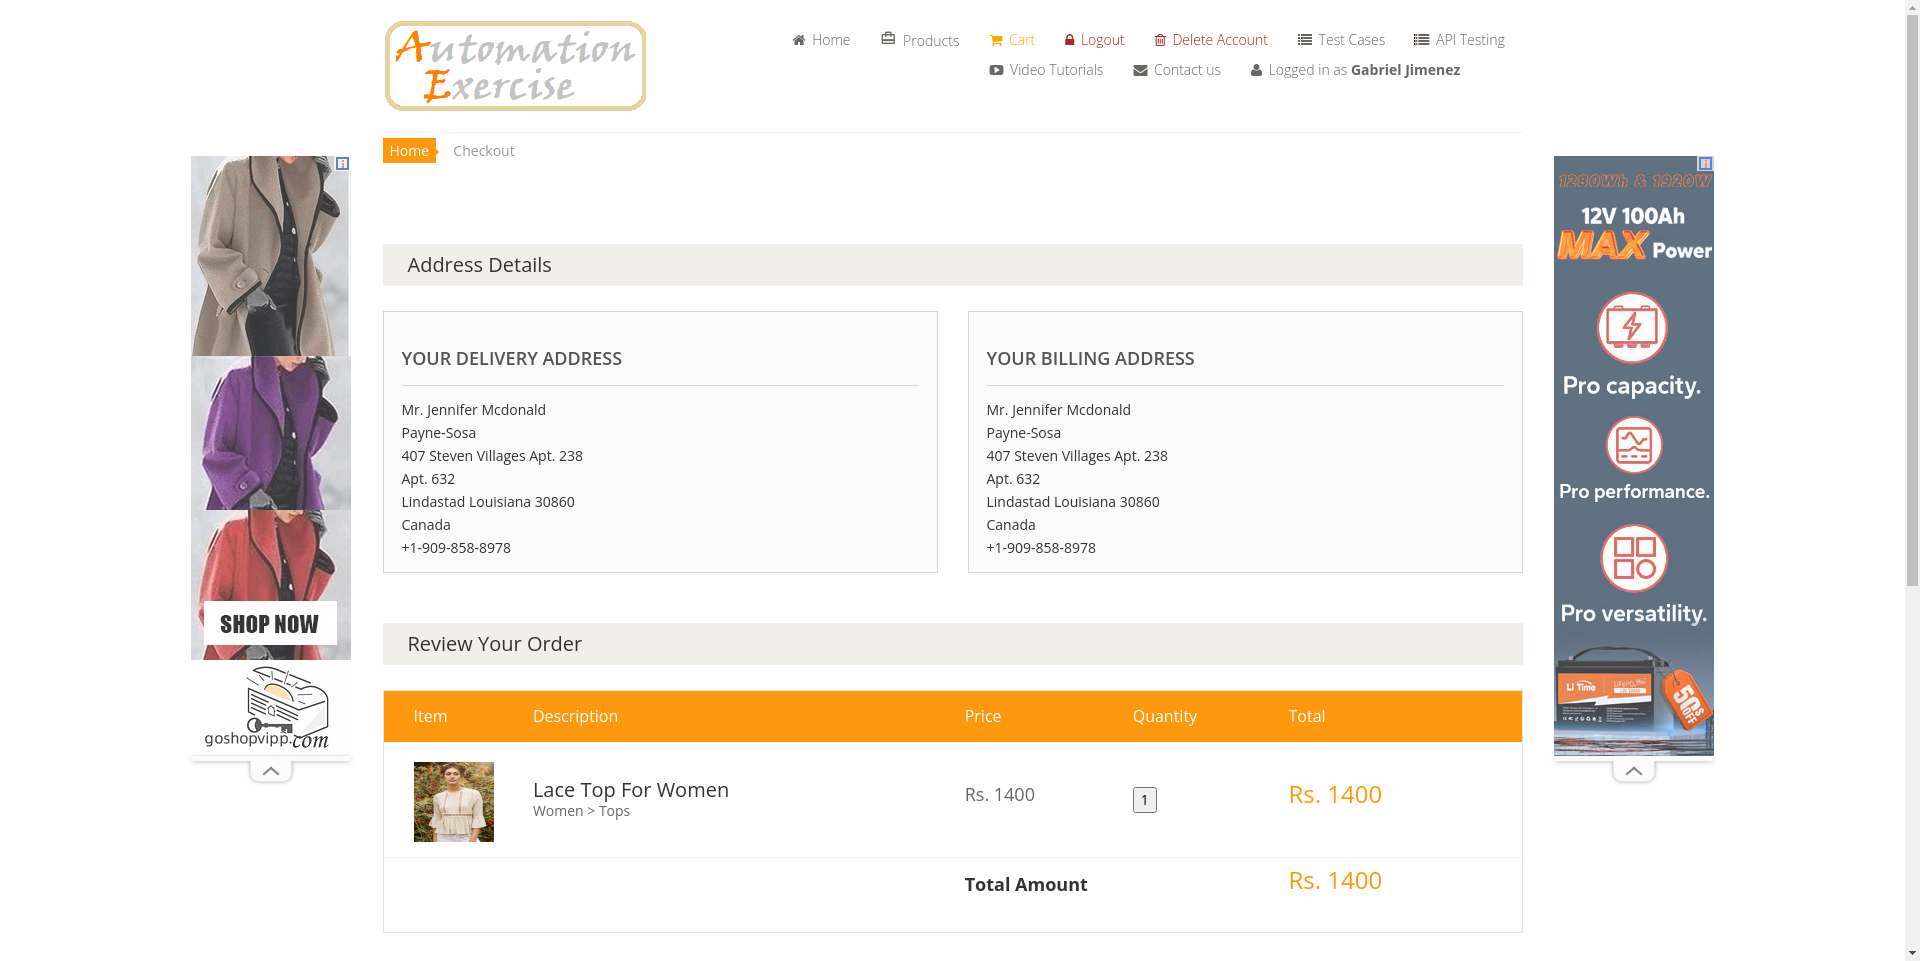 Automation
Exercise
Home
Products
Cart
Logout
Delete Account
Test Cases
API Testing
Video Tutorials
Contact us
Logged in as Gabriel Jimenez
Home
Checkout
Address Details
YOUR DELIVERY ADDRESS
Mr. Jennifer Mcdonald
Payne-Sosa
407 Steven Villages Apt. 238
Apt. 632
Lindastad Louisiana 30860
Canada
+1-909-858-8978
YOUR BILLING ADDRESS
Mr. Jennifer Mcdonald
Payne-Sosa
407 Steven Villages Apt. 238
Apt. 632
Lindastad Louisiana 30860
Canada
+1-909-858-8978
Review Your Order
Item Description Price Quantity Total
Lace Top For Women
Women > Tops
Rs. 1400
1
Rs. 1400
Total Amount
Rs. 1400
SHOP NOW
goshopvipp.com
1280Wh & 1920W
12V 100Ah
MAX Power
Pro capacity.
Pro performance.
Pro versatility.
Li Time
50% OFF